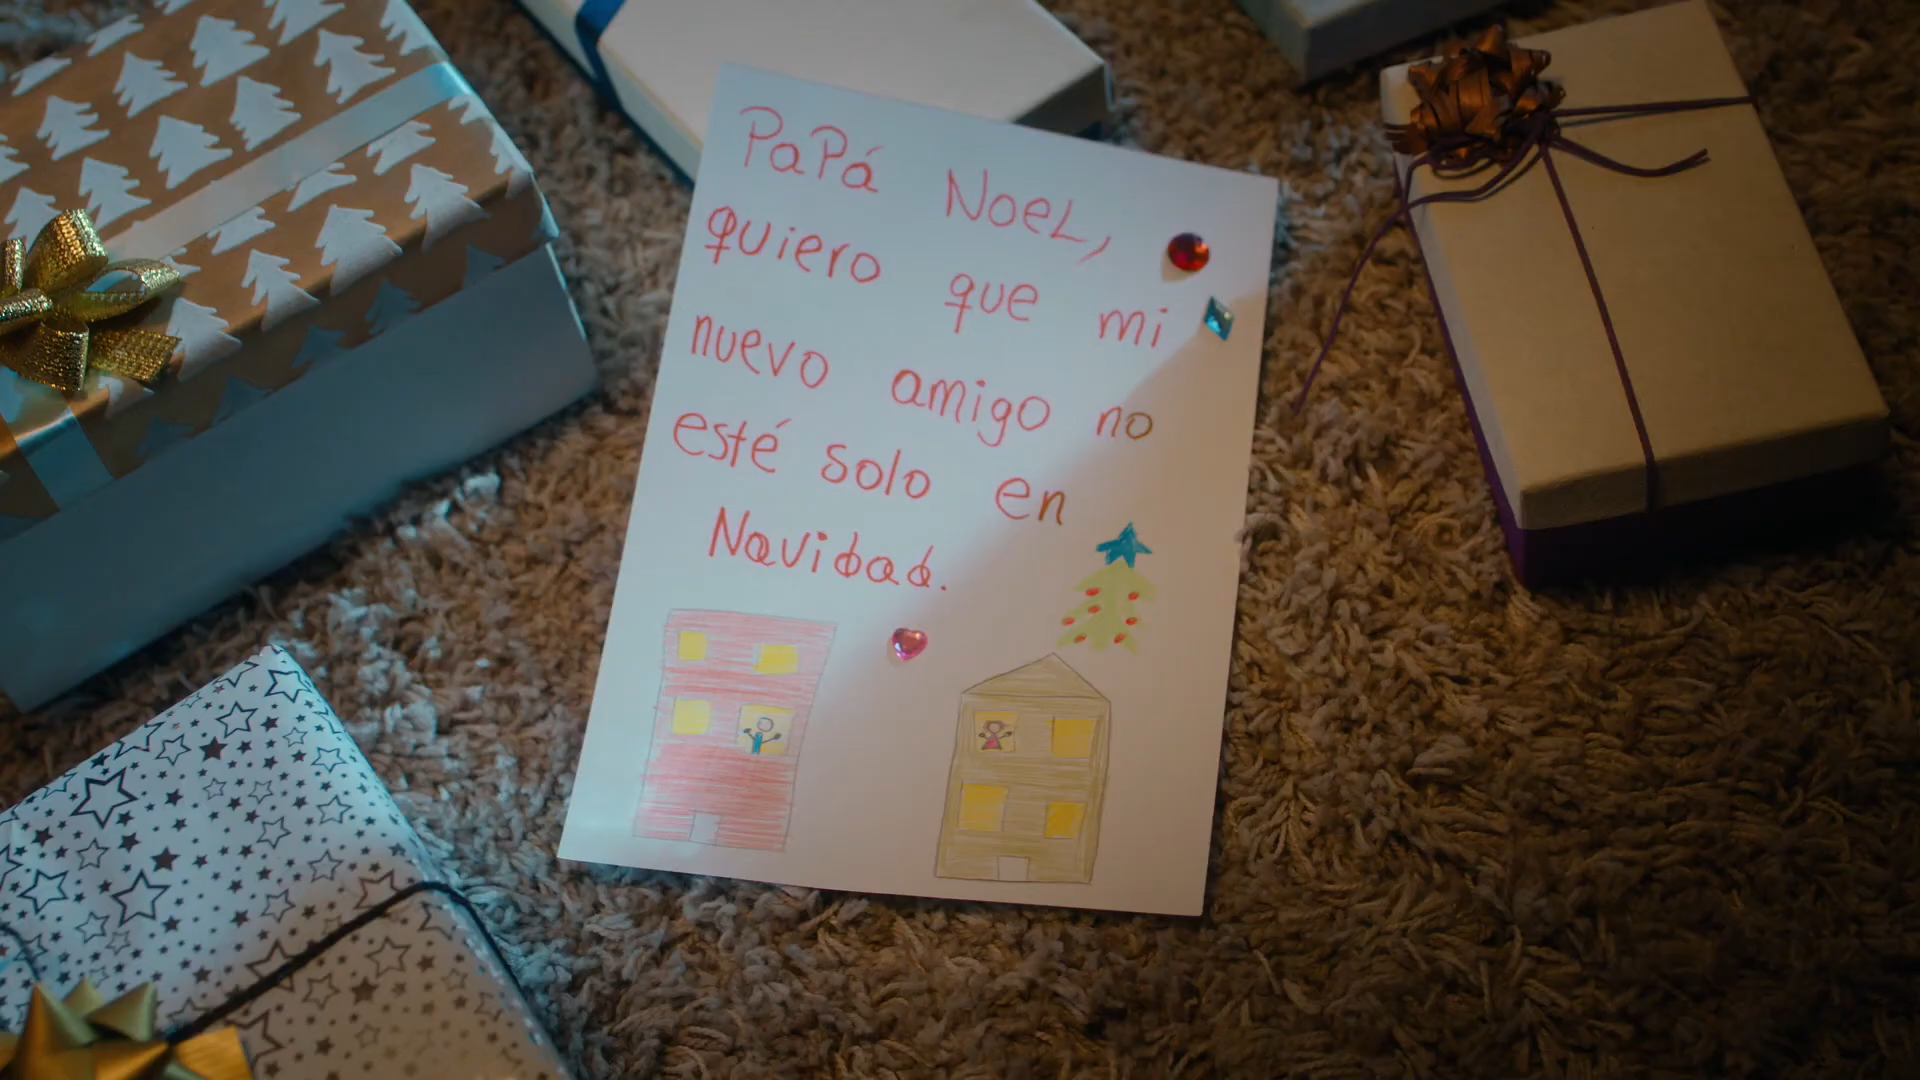 PaPá Noel,
quiero que mi
nuevo amigo no
esté solo en
Navidad.